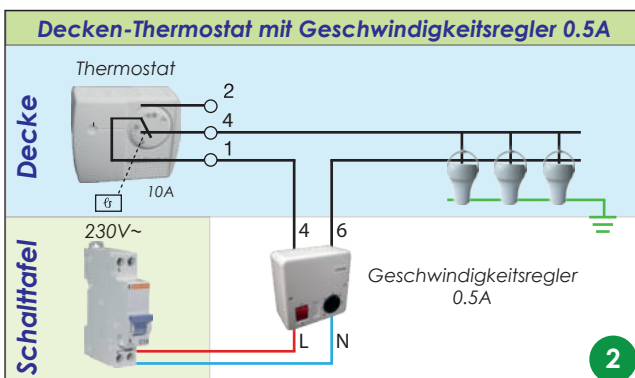 Decken-Thermostat mit Geschwindigkeitsregler 0.5A
Thermostat
Decke
2
4
1
10A
230V~
4
6
Schalttafel
Geschwindigkeitsregler
0.5A
L
N
2